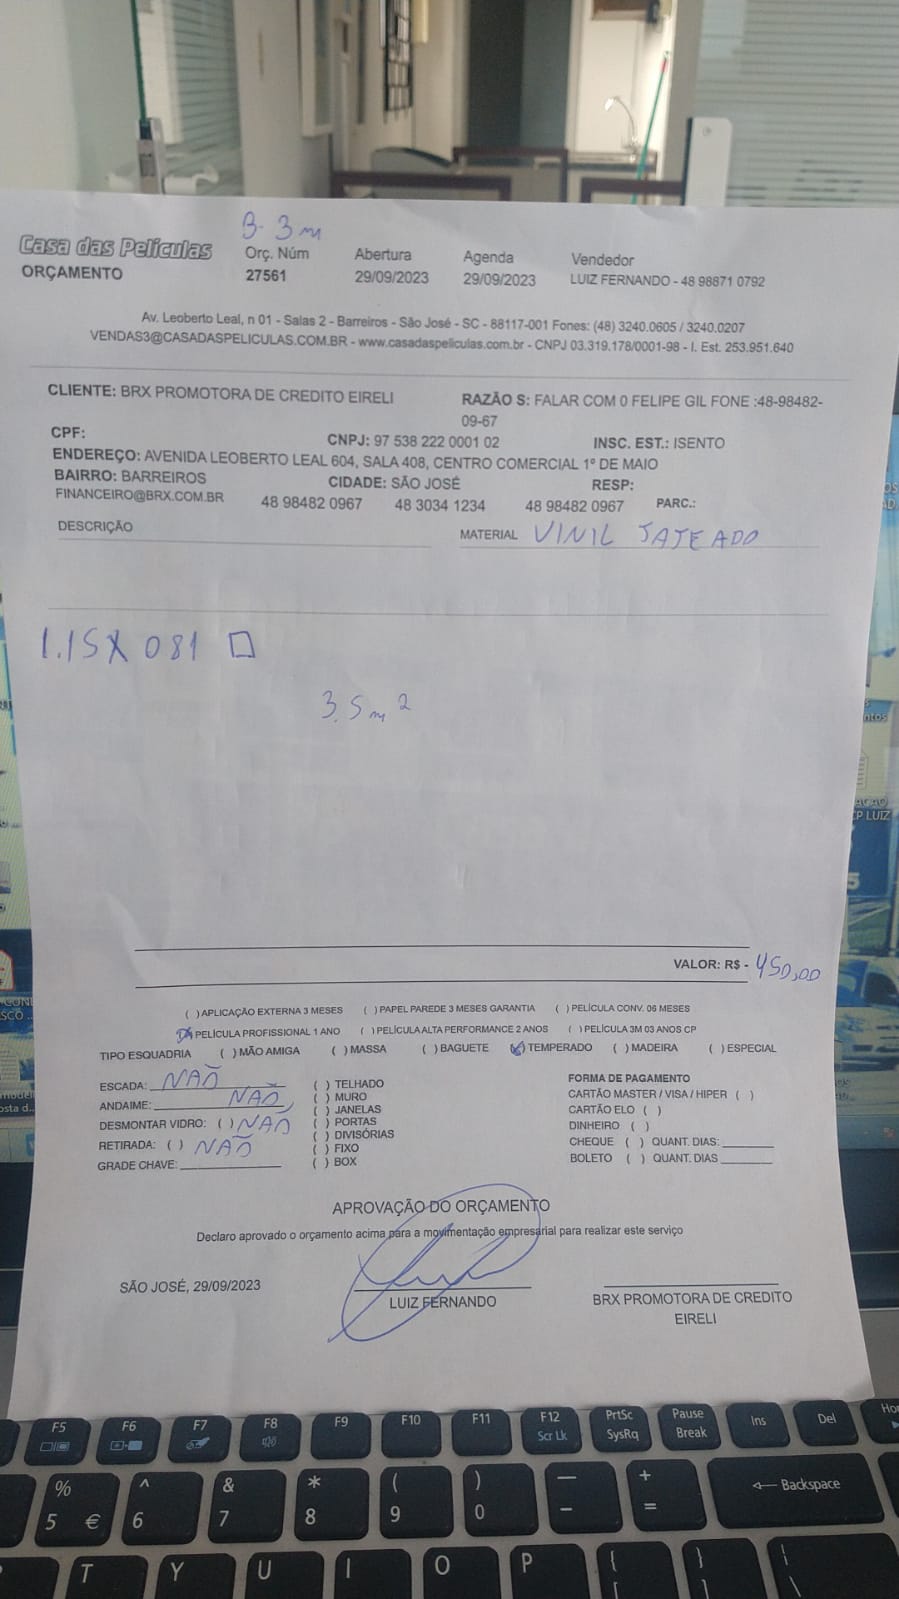 B- 3 m
Casa das Películas
ORÇAMENTO
Orç. Núm
27561
Abertura
29/09/2023
Agenda
29/09/2023
Vendedor
LUIZ FERNANDO - 48 98871 0792
Av. Leoberto Leal, n 01 - Salas 2 - Barreiros - São José - SC - 88117-001 Fones: (48) 3240.0605 / 3240.0207
VENDAS3@CASADASPELICULAS.COM.BR - www.casadaspeliculas.com.br - CNPJ 03.319.178/0001-98 - I. Est. 253.951.640
CLIENTE: BRX PROMOTORA DE CREDITO EIRELI
RAZÃO S: FALAR COM 0 FELIPE GIL FONE :48-98482-
09-67
CPF:
CNPJ: 97 538 222 0001 02
INSC. EST.: ISENTO
ENDEREÇO: AVENIDA LEOBERTO LEAL 604, SALA 408, CENTRO COMERCIAL 1º DE MAIO
BAIRRO: BARREIROS
CIDADE: SÃO JOSÉ
RESP:
FINANCEIRO@BRX.COM.BR
48 98482 0967
48 3034 1234
48 98482 0967
PARC.:
DESCRIÇÃO
MATERIAL VINIL JATEADO
1.15X 081
3.5 m 2
VALOR: R$ - 450,00
( ) APLICAÇÃO EXTERNA 3 MESES ( ) PAPEL PAREDE 3 MESES GARANTIA ( ) PELÍCULA CONV. 06 MESES
PELÍCULA PROFISSIONAL 1 ANO ( ) PELÍCULA ALTA PERFORMANCE 2 ANOS ( ) PELÍCULA 3M 03 ANOS CP
TIPO ESQUADRIA ( ) MÃO AMIGA ( ) MASSA ( ) BAGUETE ( ) TEMPERADO ( ) MADEIRA ( ) ESPECIAL
ESCADA: NAÕ
ANDAIME: NAÕ
DESMONTAR VIDRO: ( ) NAÕ
RETIRADA: ( ) NAÕ
GRADE CHAVE:
( ) TELHADO
( ) MURO
( ) JANELAS
( ) PORTAS
( ) DIVISÓRIAS
( ) FIXO
( ) BOX
FORMA DE PAGAMENTO
CARTÃO MASTER / VISA / HIPER ( )
CARTÃO ELO ( )
DINHEIRO ( )
CHEQUE ( ) QUANT. DIAS:
BOLETO ( ) QUANT. DIAS
APROVAÇÃO DO ORÇAMENTO
Declaro aprovado o orçamento acima para a movimentação empresarial para realizar este serviço
SÃO JOSÉ, 29/09/2023
LUIZ FERNANDO
BRX PROMOTORA DE CREDITO
EIRELI
F5 F6 F7 F8 F9 F10 F11 F12 Scr Lk PrtSc SysRq Pause Break Ins Del
% 5 € ^ 6 & 7 * 8 ( 9 ) 0 — - + = Backspace
T Y U I O P { [ } ] | \